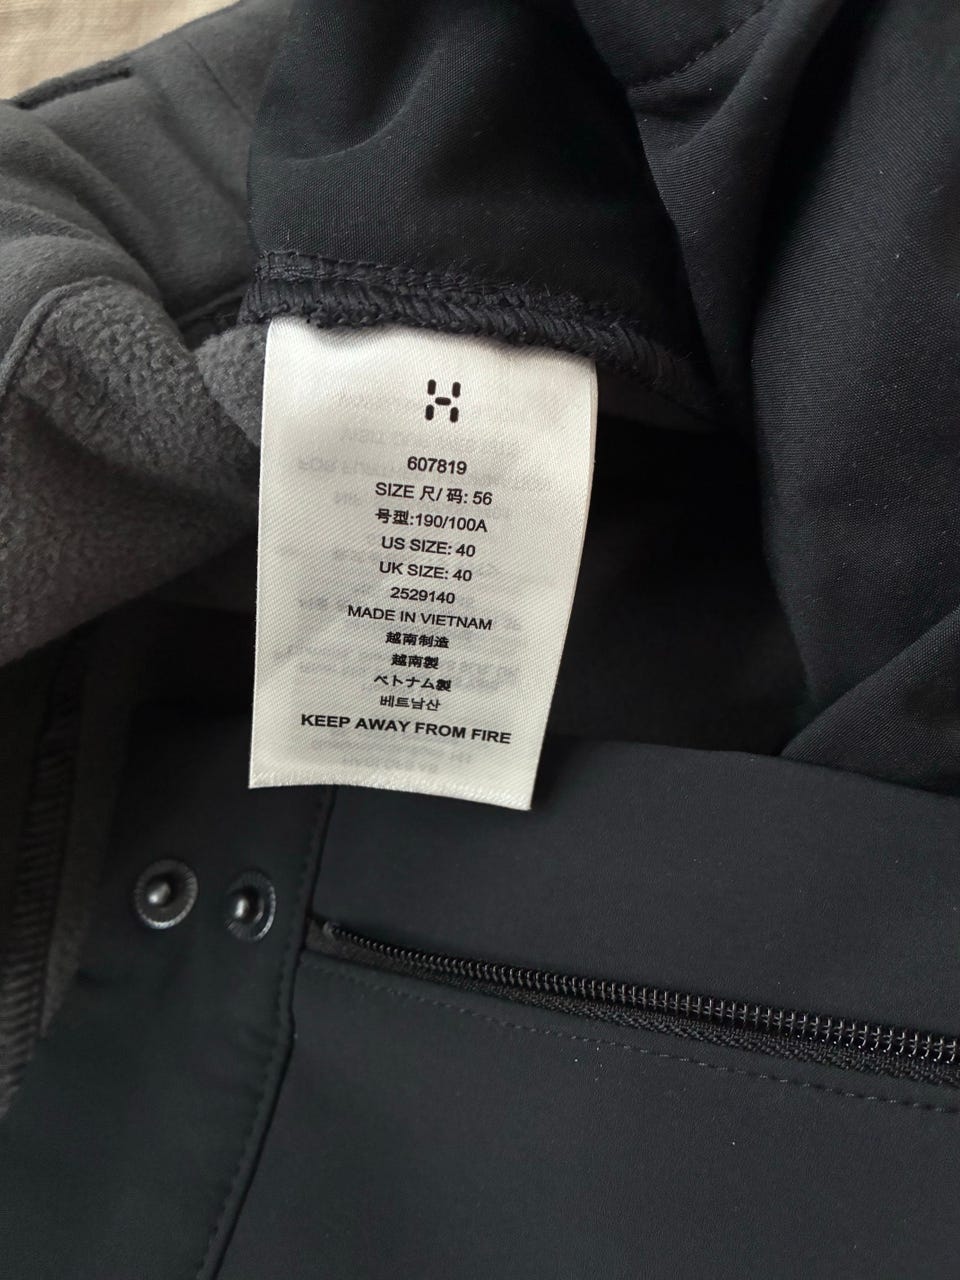 607819
SIZE 尺/ 码: 56
号型:190/100A
US SIZE: 40
UK SIZE: 40
2529140
MADE IN VIETNAM
越南制造
越南製
ベトナム製
베트남산
KEEP AWAY FROM FIRE